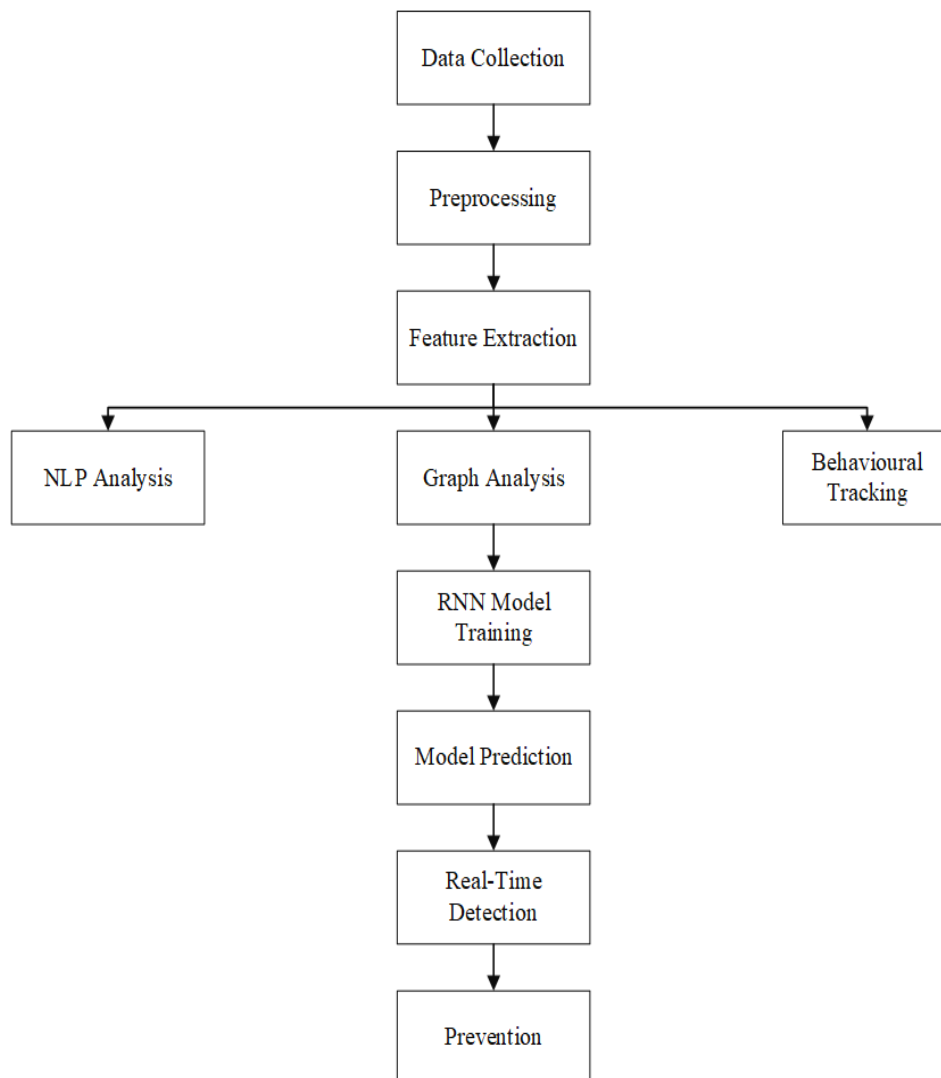 Data Collection
Preprocessing
Feature Extraction
NLP Analysis
Graph Analysis
Behavioural
Tracking
RNN Model
Training
Model Prediction
Real-Time
Detection
Prevention